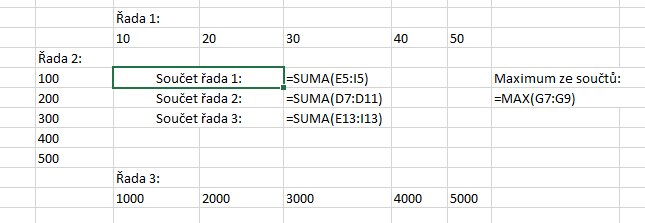 Řada 1:
10 20 30 40 50
Řada 2:
100 Součet řada 1: =SUMA(E5:I5) Maximum ze součtů:
200 Součet řada 2: =SUMA(D7:D11) =MAX(G7:G9)
300 Součet řada 3: =SUMA(E13:I13)
400
500
Řada 3:
1000 2000 3000 4000 5000